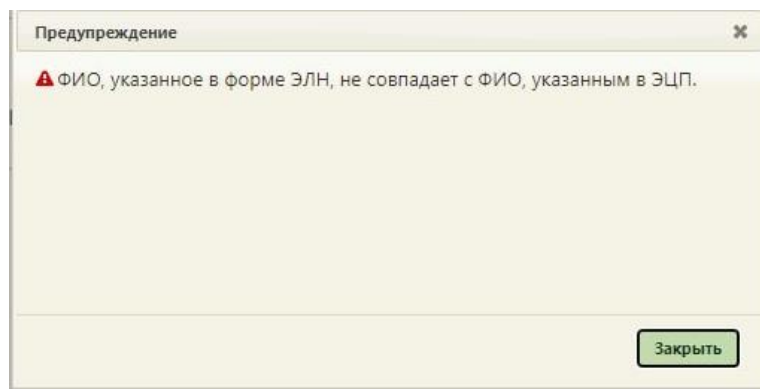 Предупреждение
ФИО, указанное в форме ЭЛН, не совпадает с ФИО, указанным в ЭЦП.
Закрыть